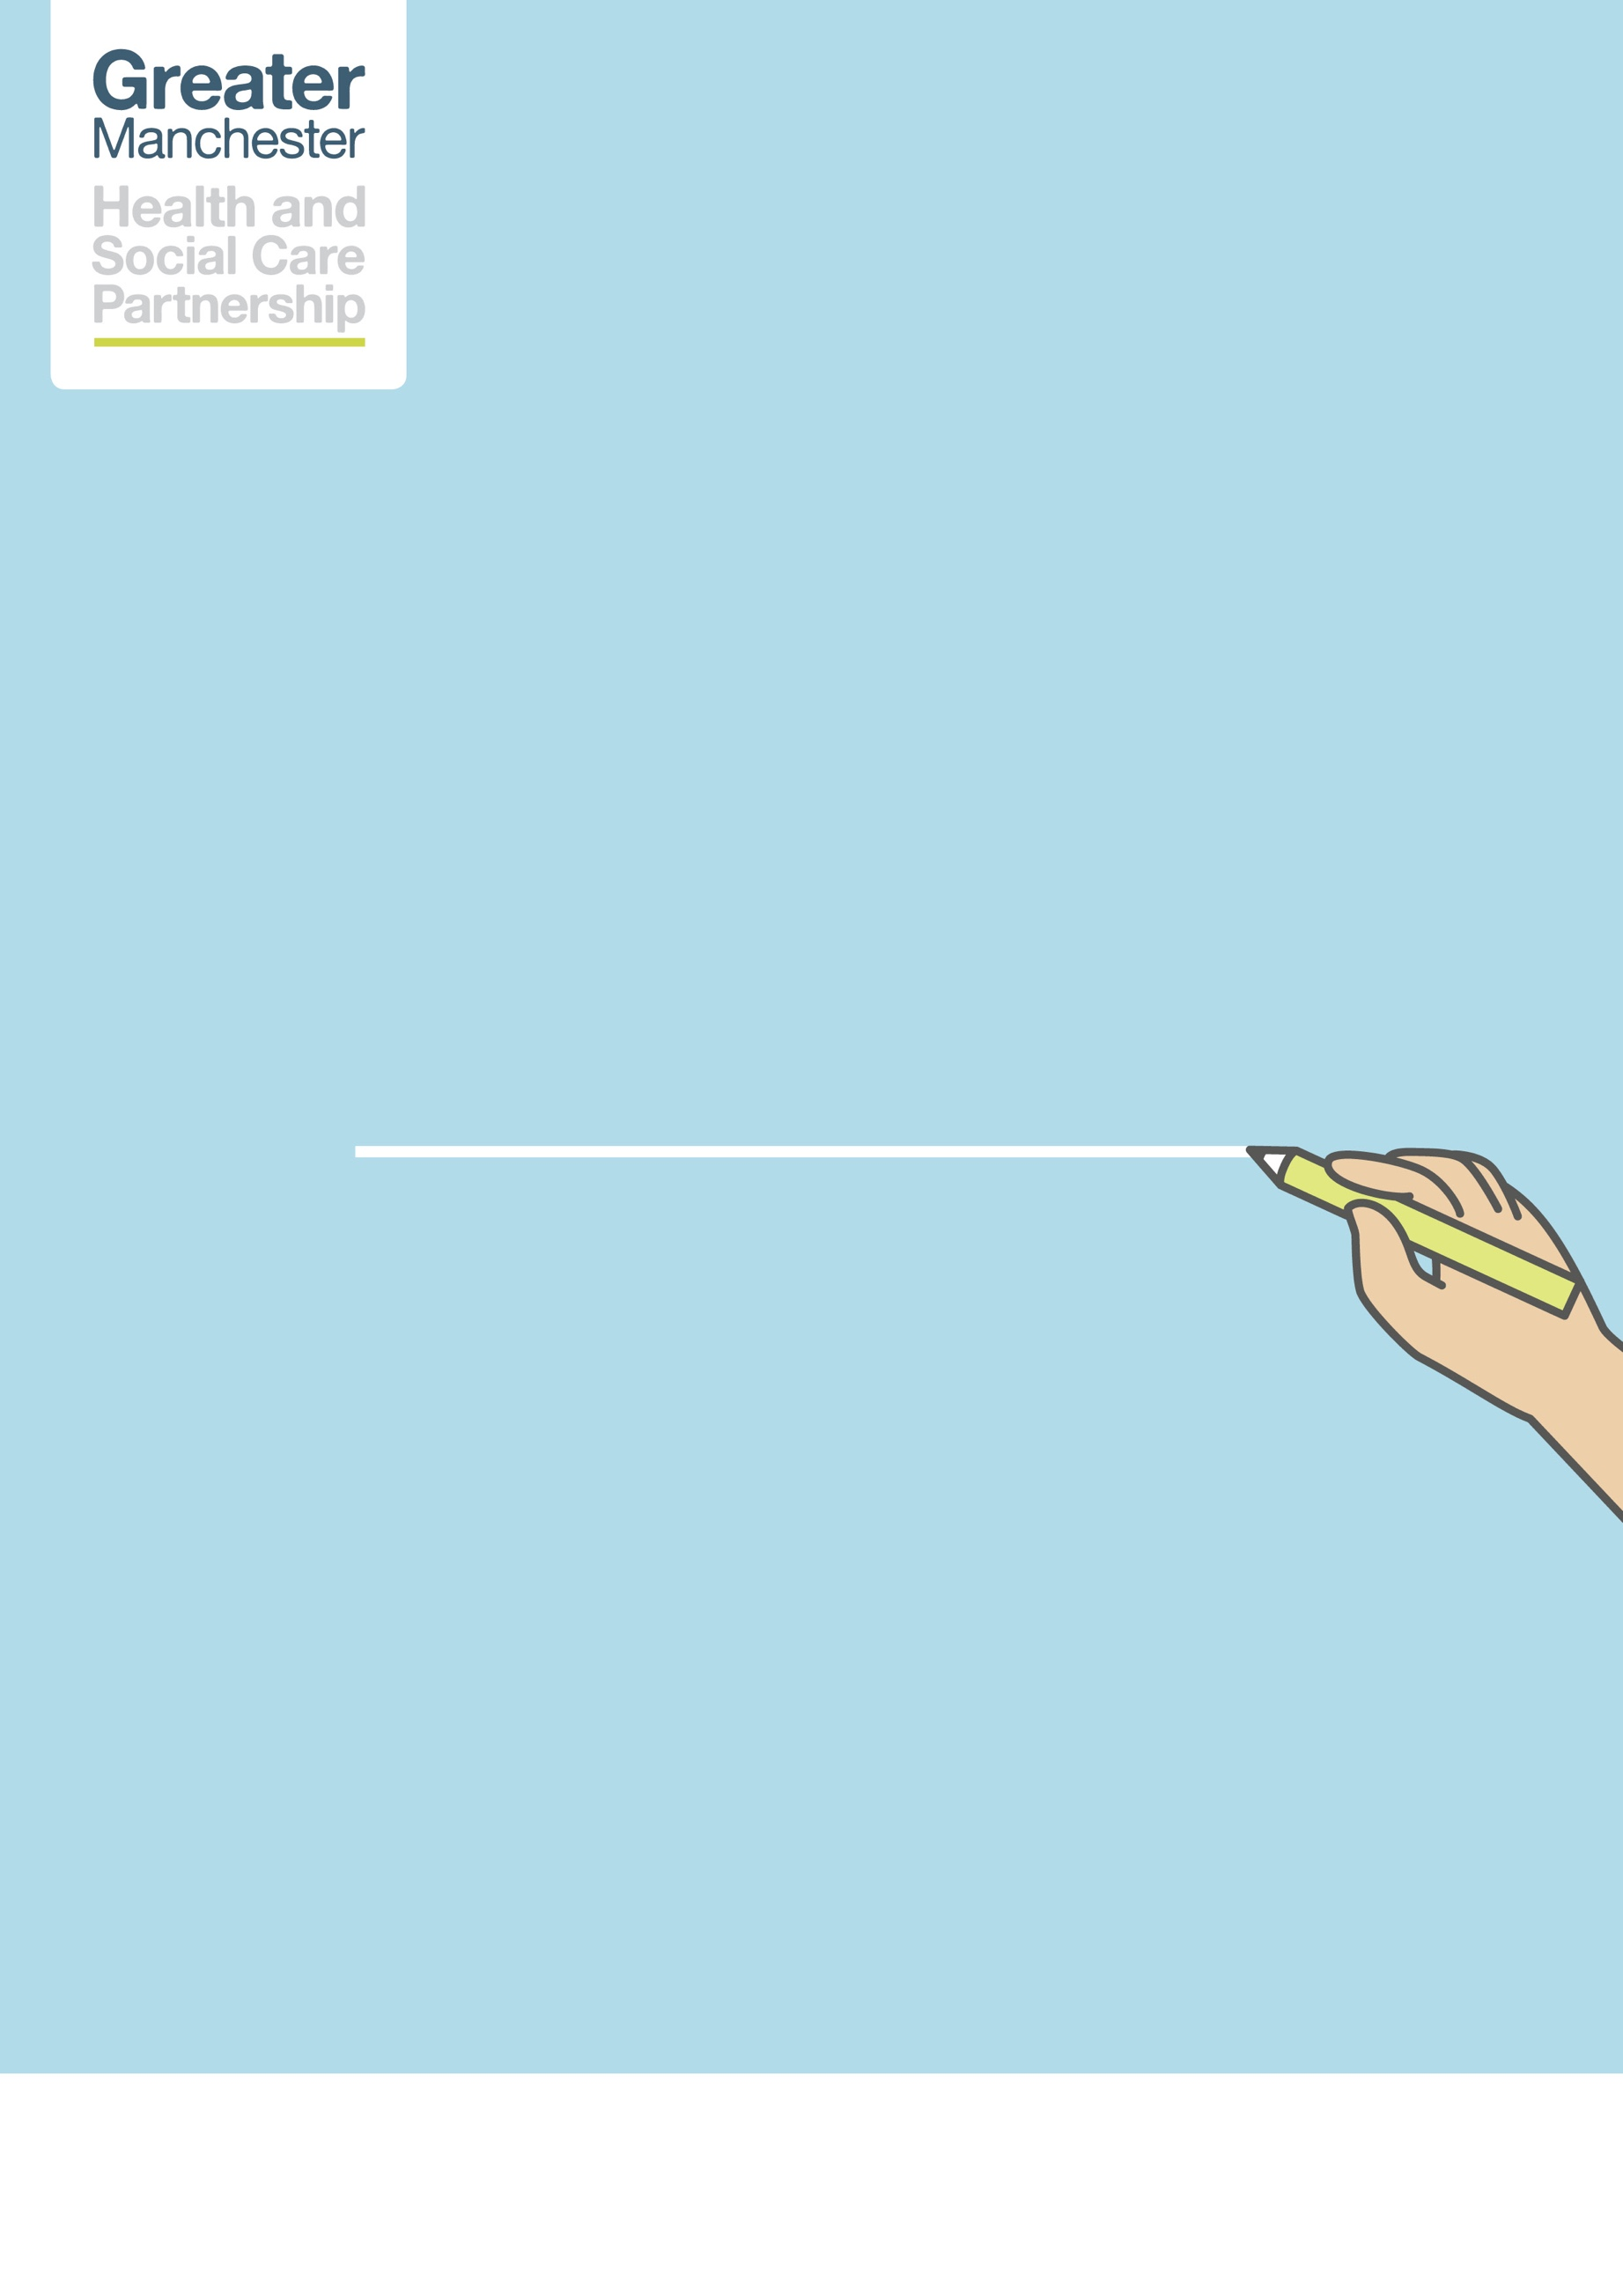 Greater
Manchester
Health and
Social Care
Partnership